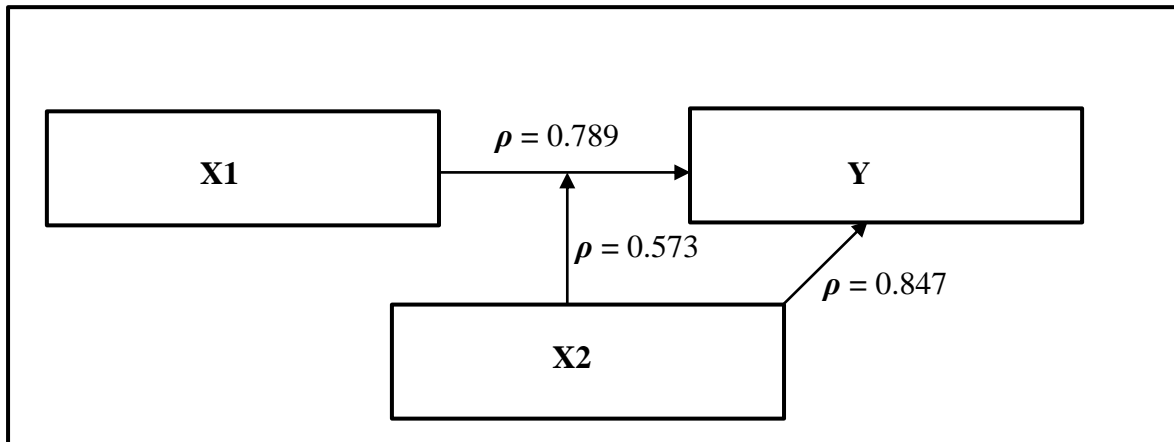 ρ = 0.789
X1
Y
ρ = 0.573
ρ = 0.847
X2